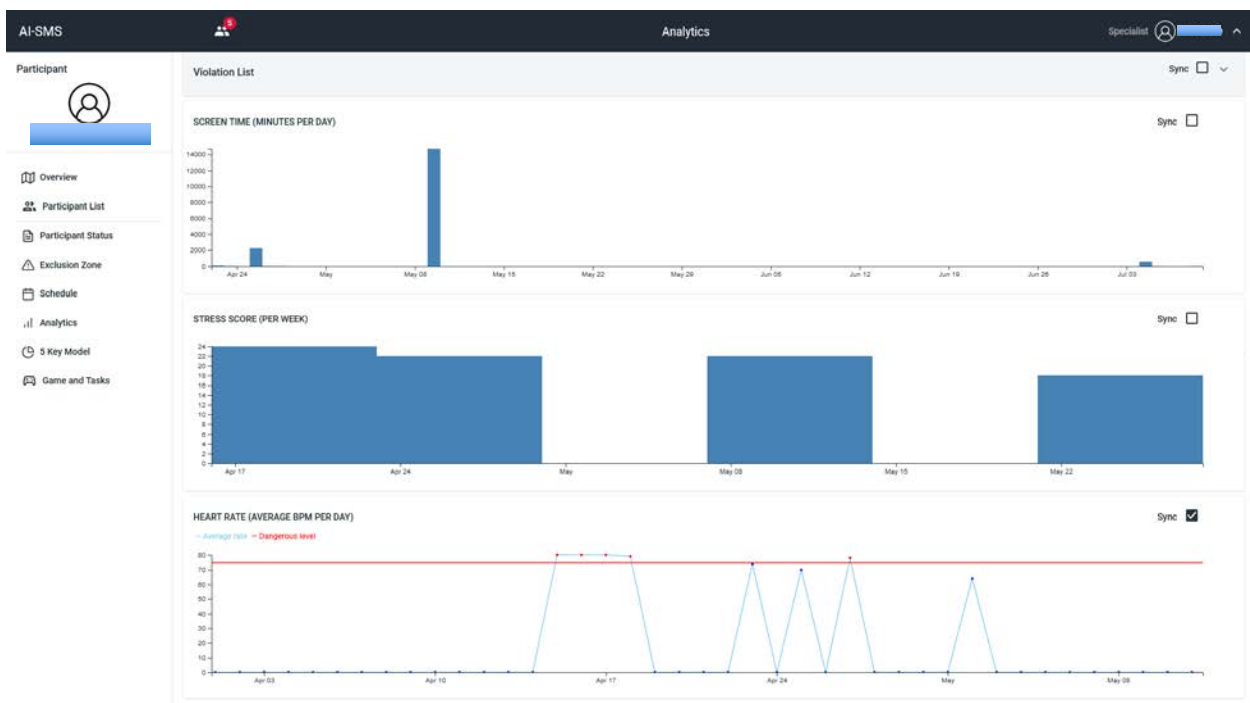 AI-SMS
5
Analytics
Specialist
Participant
Overview
Participant List
Participant Status
Exclusion Zone
Schedule
Analytics
5 Key Model
Game and Tasks
Violation List
Sync
SCREEN TIME (MINUTES PER DAY)
Sync
14000
12000
10000
8000
6000
4000
2000
0
Apr 24 May May 08 May 15 May 22 May 29 Jun 05 Jun 12 Jun 19 Jun 26 Jul 03
STRESS SCORE (PER WEEK)
Sync
24
22
20
18
16
14
12
10
8
6
4
2
0
Apr 17 Apr 24 May May 08 May 15 May 22
HEART RATE (AVERAGE BPM PER DAY)
Sync
Average rate Dangerous level
80
70
60
50
40
30
20
10
0
Apr 03 Apr 10 Apr 17 Apr 24 May May 08